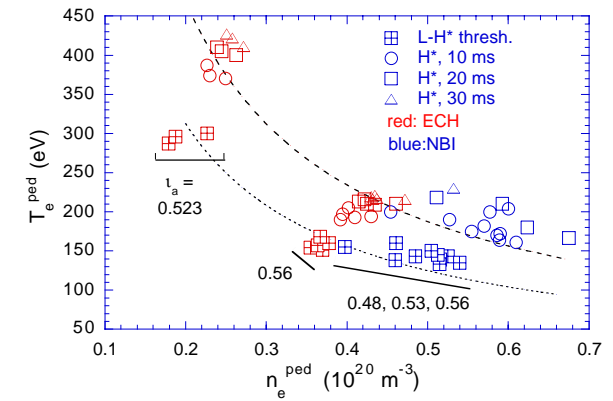 450
400
350
300
250
200
150
100
50
T_e^ped (eV)
L-H* thresh.
H*, 10 ms
H*, 20 ms
H*, 30 ms
red: ECH
blue:NBI
ι_a =
0.523
0.56
0.48, 0.53, 0.56
0.1 0.2 0.3 0.4 0.5 0.6 0.7
n_e^ped (10^20 m^-3)